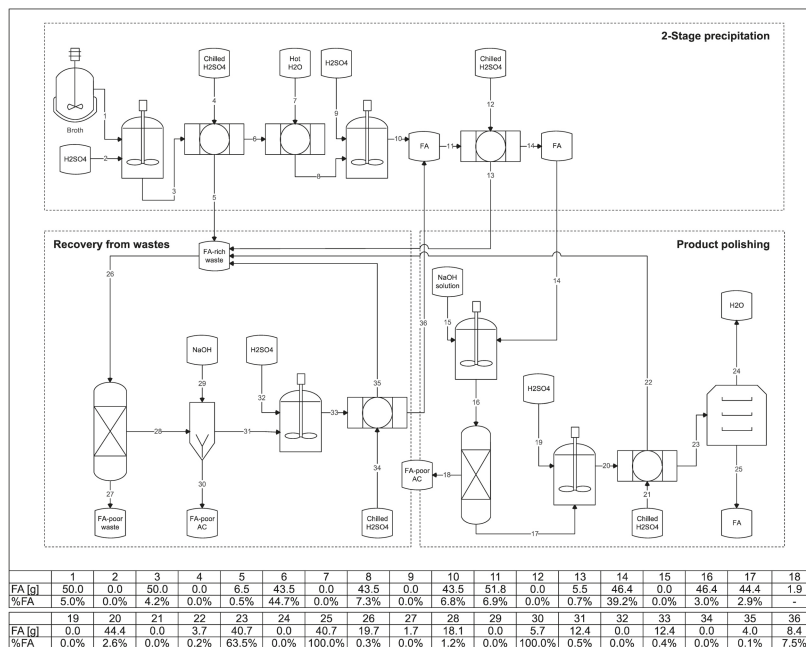 2-Stage precipitation
Chilled
H2SO4
Hot
H2O
H2SO4
Chilled
H2SO4
4
7
9
12
1
Broth
H2SO4
2
3
6
8
10
FA
11
14
FA
5
13
Recovery from wastes
FA-rich
waste
Product polishing
26
NaOH
solution
14
H2O
15
36
NaOH
H2SO4
35
22
24
29
32
H2SO4
16
28
31
33
19
23
FA-poor
AC
18
20
27
30
34
21
25
17
FA-poor
waste
FA-poor
AC
Chilled
H2SO4
Chilled
H2SO4
FA
1 2 3 4 5 6 7 8 9 10 11 12 13 14 15 16 17 18
FA [g] 50.0 0.0 50.0 0.0 6.5 43.5 0.0 43.5 0.0 43.5 51.8 0.0 5.5 46.4 0.0 46.4 44.4 1.9
%FA 5.0% 0.0% 4.2% 0.0% 0.5% 44.7% 0.0% 7.3% 0.0% 6.8% 6.9% 0.0% 0.7% 39.2% 0.0% 3.0% 2.9% -
19 20 21 22 23 24 25 26 27 28 29 30 31 32 33 34 35 36
FA [g] 0.0 44.4 0.0 3.7 40.7 0.0 40.7 19.7 1.7 18.1 0.0 5.7 12.4 0.0 12.4 0.0 4.0 8.4
%FA 0.0% 2.6% 0.0% 0.2% 63.5% 0.0% 100.0% 0.3% 0.0% 1.2% 0.0% 100.0% 0.5% 0.0% 0.4% 0.0% 0.1% 7.5%